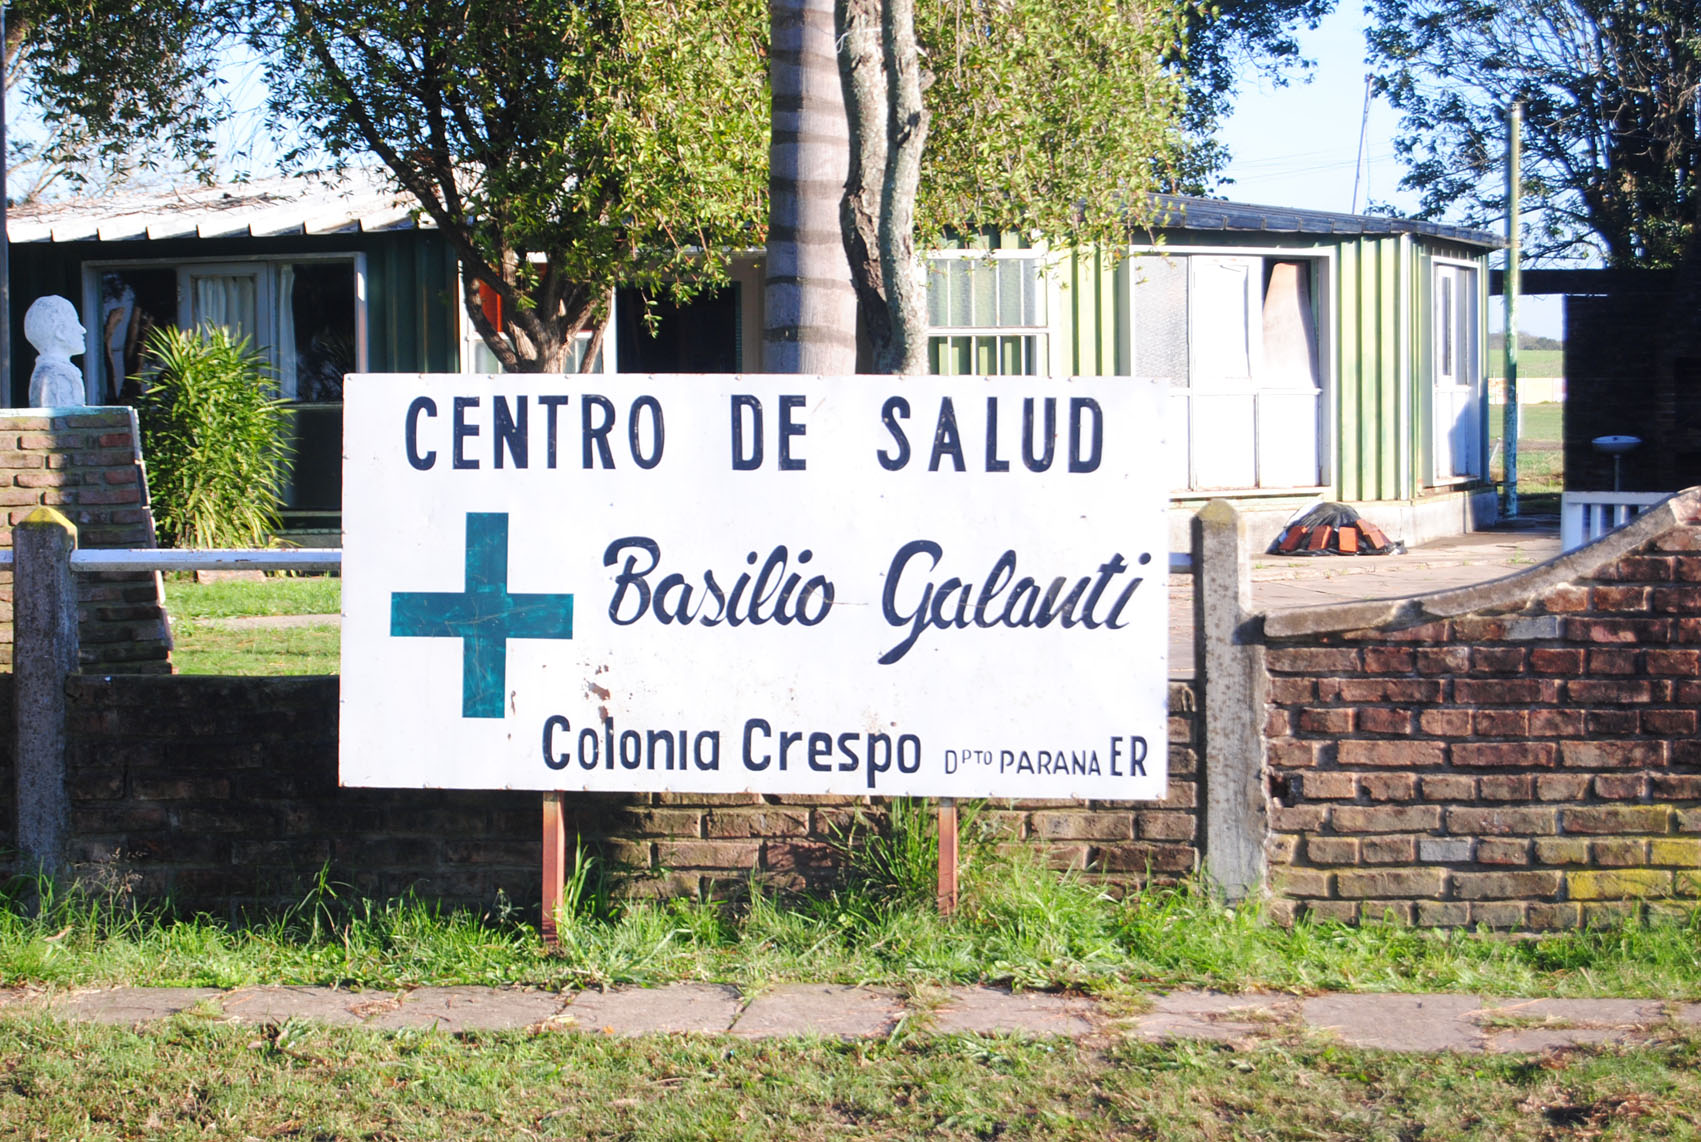 CENTRO DE SALUD
Basilio Galanti
Colonia Crespo Dpto PARANA ER